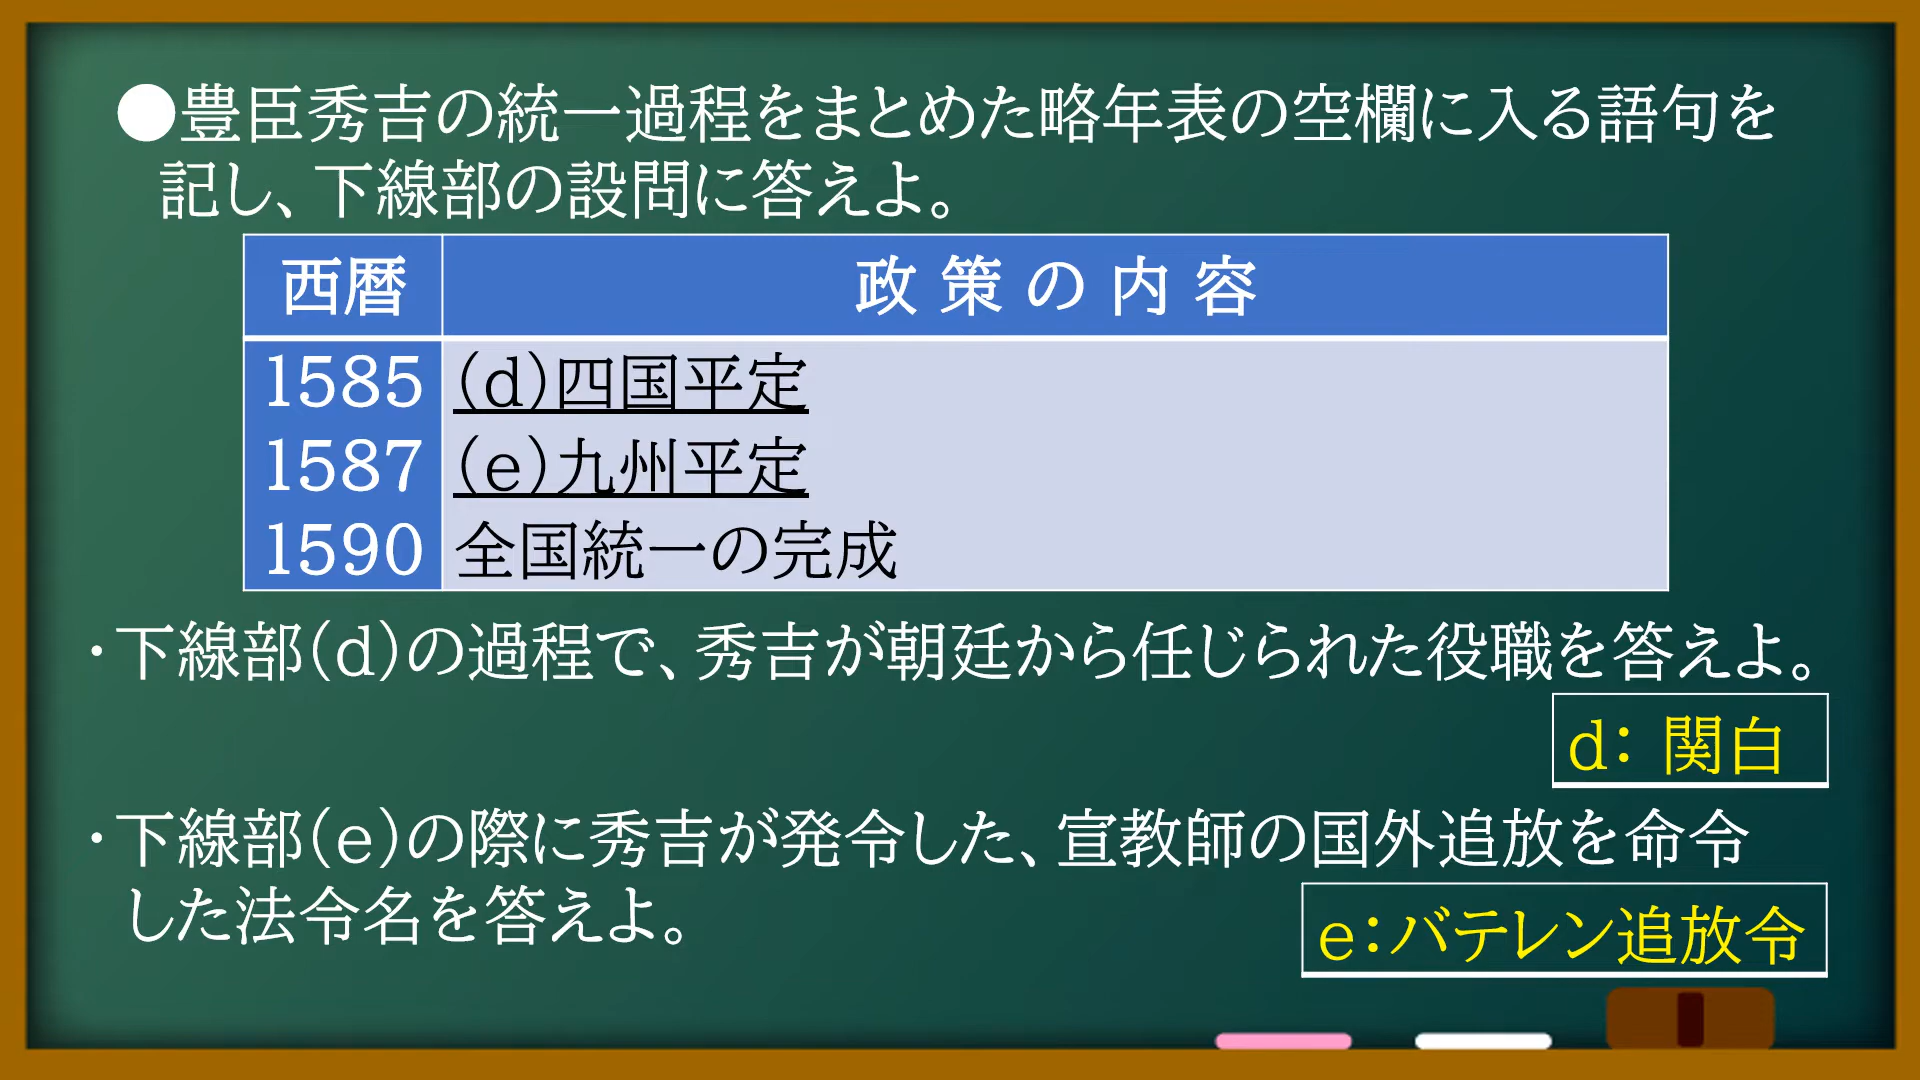 ●豊臣秀吉の統一過程をまとめた略年表の空欄に入る語句を
記し、下線部の設問に答えよ。
西暦 政策の内容
1585 (d)四国平定
1587 (e)九州平定
1590 全国統一の完成
・下線部(d)の過程で、秀吉が朝廷から任じられた役職を答えよ。
d: 関白
・下線部(e)の際に秀吉が発令した、宣教師の国外追放を命令
した法令名を答えよ。
e:バテレン追放令